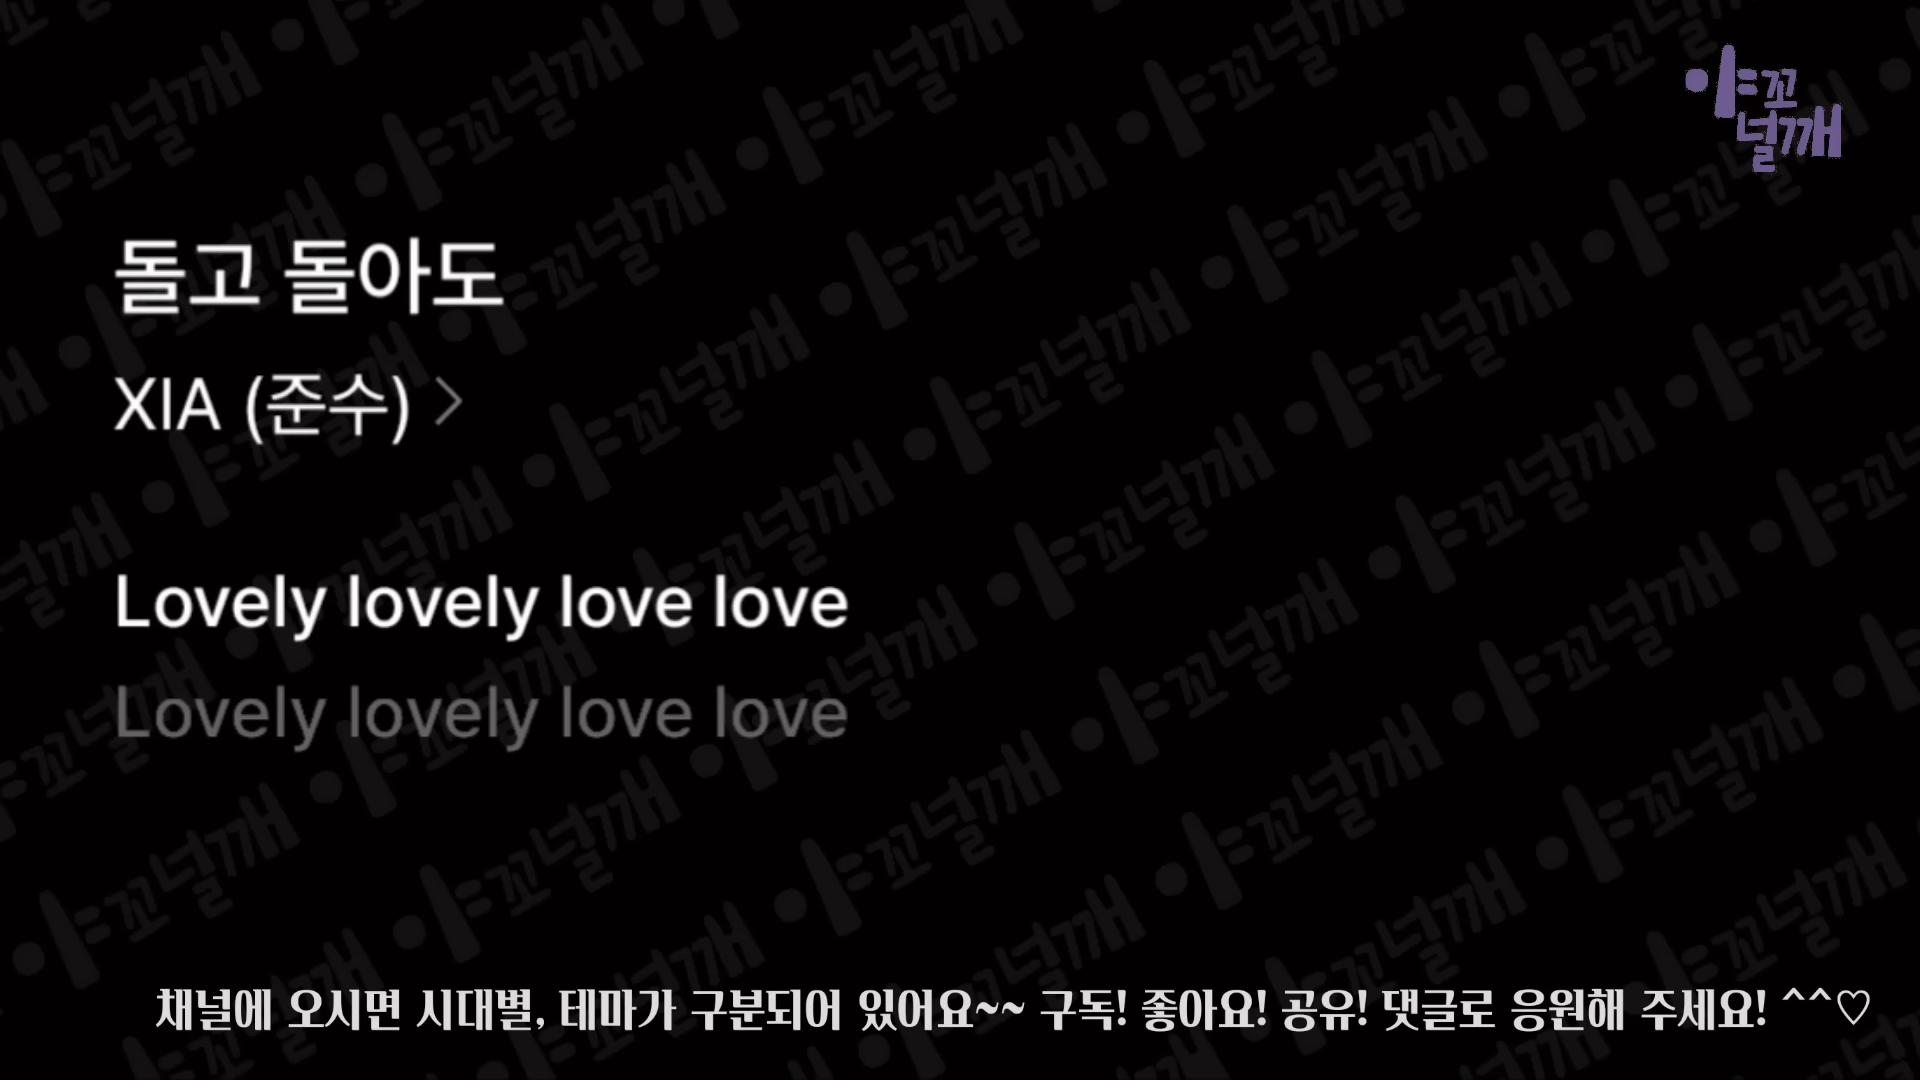 야꼬
널깨
돌고 돌아도
XIA (준수) >
Lovely lovely love love
Lovely lovely love love
채널에 오시면 시대별, 테마가 구분되어 있어요~~ 구독! 좋아요! 공유! 댓글로 응원해 주세요! ^^♡